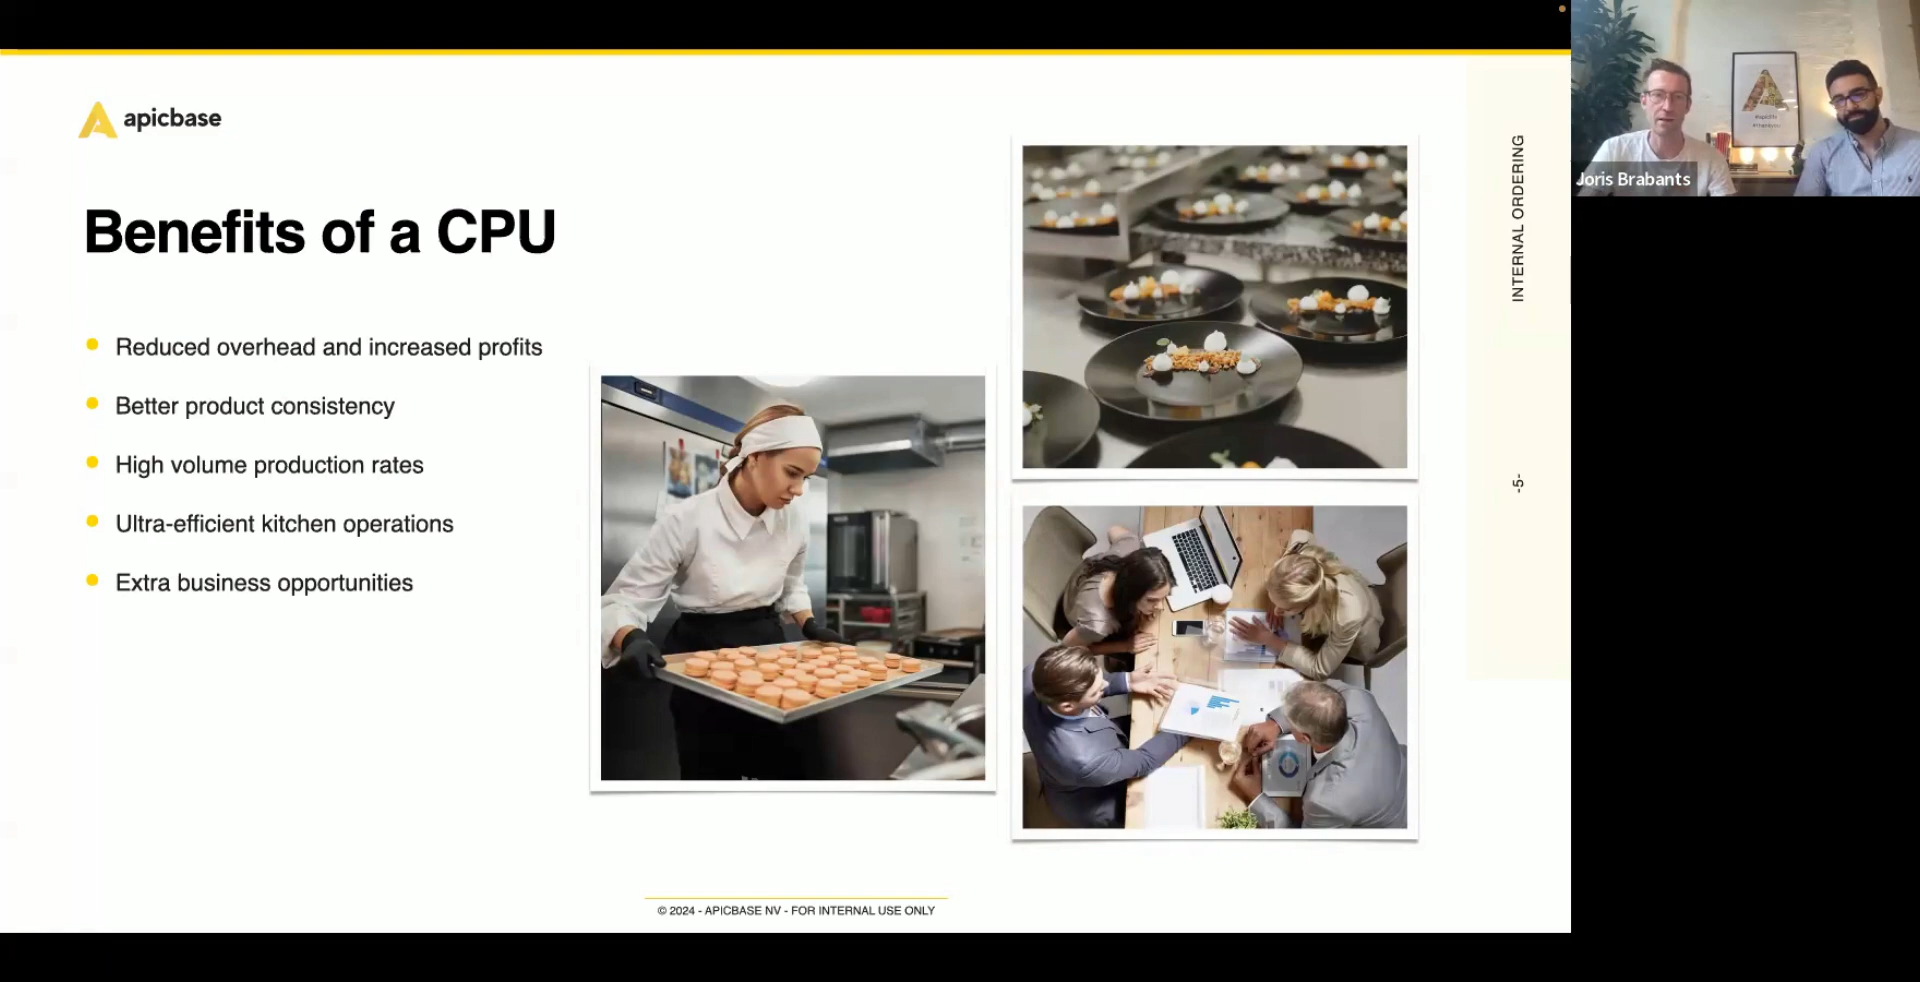 apicbase
Benefits of a CPU
Reduced overhead and increased profits
Better product consistency
High volume production rates
Ultra-efficient kitchen operations
Extra business opportunities
INTERNAL ORDERING
-5-
© 2024 - APICBASE NV - FOR INTERNAL USE ONLY
Joris Brabants